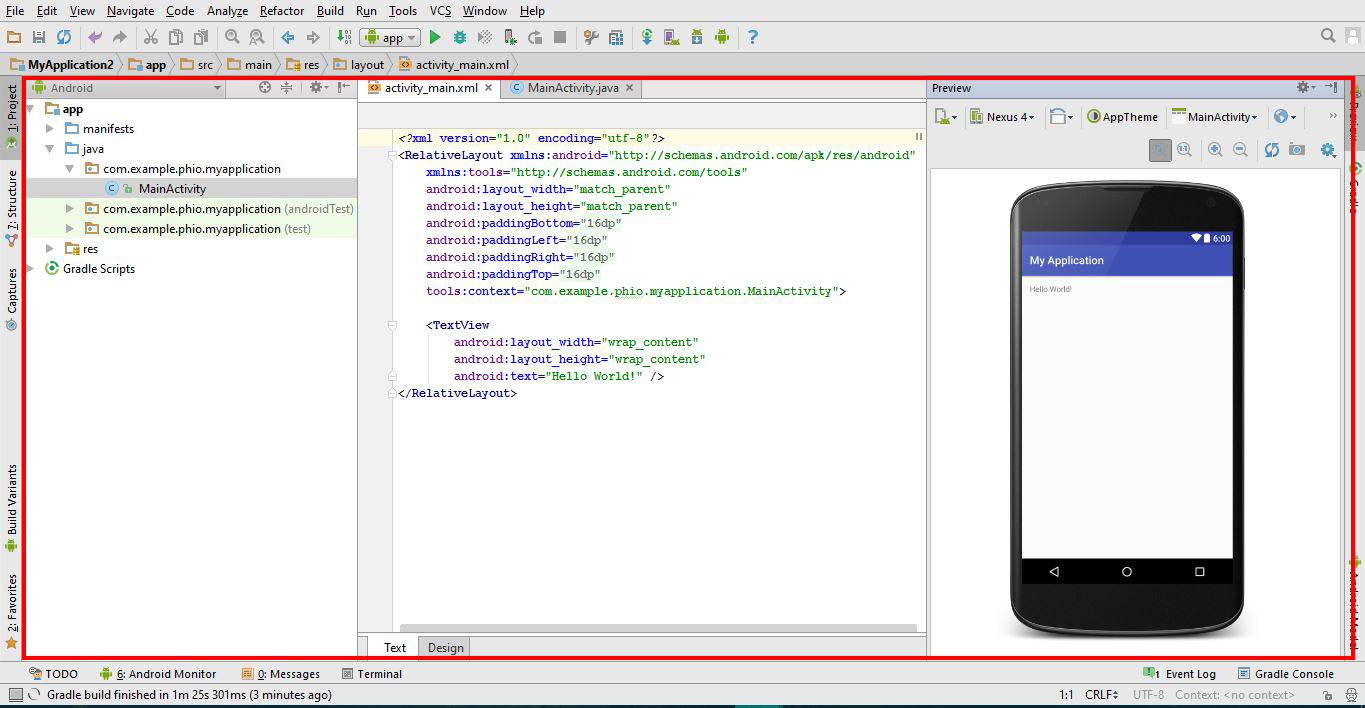 File Edit View Navigate Code Analyze Refactor Build Run Tools VCS Window Help
app
MyApplication2 app src main res layout activity_main.xml
1: Project
7: Structure
Captures
Build Variants
2: Favorites
Android
app
manifests
java
com.example.phio.myapplication
MainActivity
com.example.phio.myapplication (androidTest)
com.example.phio.myapplication (test)
res
Gradle Scripts
activity_main.xml MainActivity.java
<?xml version="1.0" encoding="utf-8"?>
<RelativeLayout xmlns:android="http://schemas.android.com/apk/res/android"
xmlns:tools="http://schemas.android.com/tools"
android:layout_width="match_parent"
android:layout_height="match_parent"
android:paddingBottom="16dp"
android:paddingLeft="16dp"
android:paddingRight="16dp"
android:paddingTop="16dp"
tools:context="com.example.phio.myapplication.MainActivity">
<TextView
android:layout_width="wrap_content"
android:layout_height="wrap_content"
android:text="Hello World!" />
</RelativeLayout>
Text Design
Preview
Nexus 4 AppTheme MainActivity
6:00
My Application
Hello World!
Preview
Gradle
Android Model
TODO 6: Android Monitor 0: Messages Terminal 1 Event Log Gradle Console
Gradle build finished in 1m 25s 301ms (3 minutes ago) 1:1 CRLF UTF-8 Context: <no context>